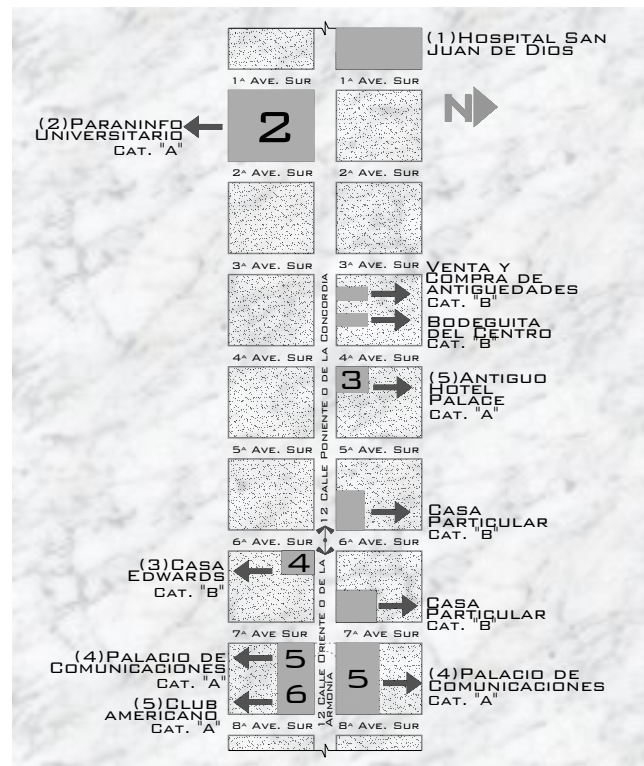 (1)HOSPITAL SAN
JUAN DE DIOS
1ᴬ AVE. SUR
1ᴬ AVE. SUR
(2)PARANINFO
UNIVERSITARIO
CAT. "A"
2
N
2ᴬ AVE. SUR
2ᴬ AVE. SUR
3ᴬ AVE. SUR
3ᴬ AVE. SUR
VENTA Y
COMPRA DE
ANTIGUEDADES
CAT. "B"
BODEGUITA
DEL CENTRO
CAT. "B"
4ᴬ AVE. SUR
4ᴬ AVE. SUR
12 CALLE PONIENTE O DE LA CONCORDIA
3
(5)ANTIGUO
HOTEL
PALACE
CAT. "A"
5ᴬ AVE. SUR
5ᴬ AVE. SUR
CASA
PARTICULAR
CAT. "B"
6ᴬ AVE. SUR
6ᴬ AVE. SUR
(3)CASA
EDWARDS
CAT. "B"
4
CASA
PARTICULAR
CAT. "B"
7ᴬ AVE SUR
7ᴬ AVE SUR
12 CALLE ORIENTE O DE LA
ARMONÍA
(4)PALACIO DE
COMUNICACIONES
CAT. "A"
5
(5)CLUB
AMERICANO
CAT. "A"
6
5
(4)PALACIO DE
COMUNICACIONES
CAT. "A"
8ᴬ AVE. SUR
8ᴬ AVE. SUR